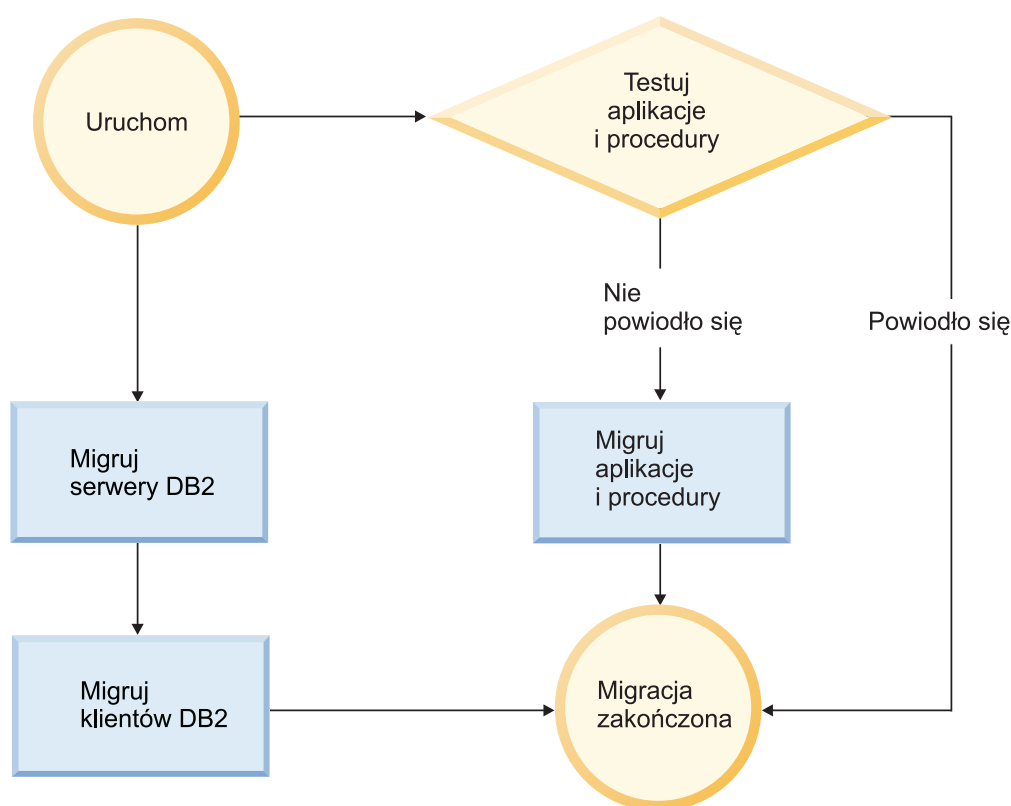 Uruchom
Testuj
aplikacje
i procedury
Nie
powiodło się
Powiodło się
Migruj
serwery DB2
Migruj
aplikacje
i procedury
Migruj
klientów DB2
Migracja
zakończona